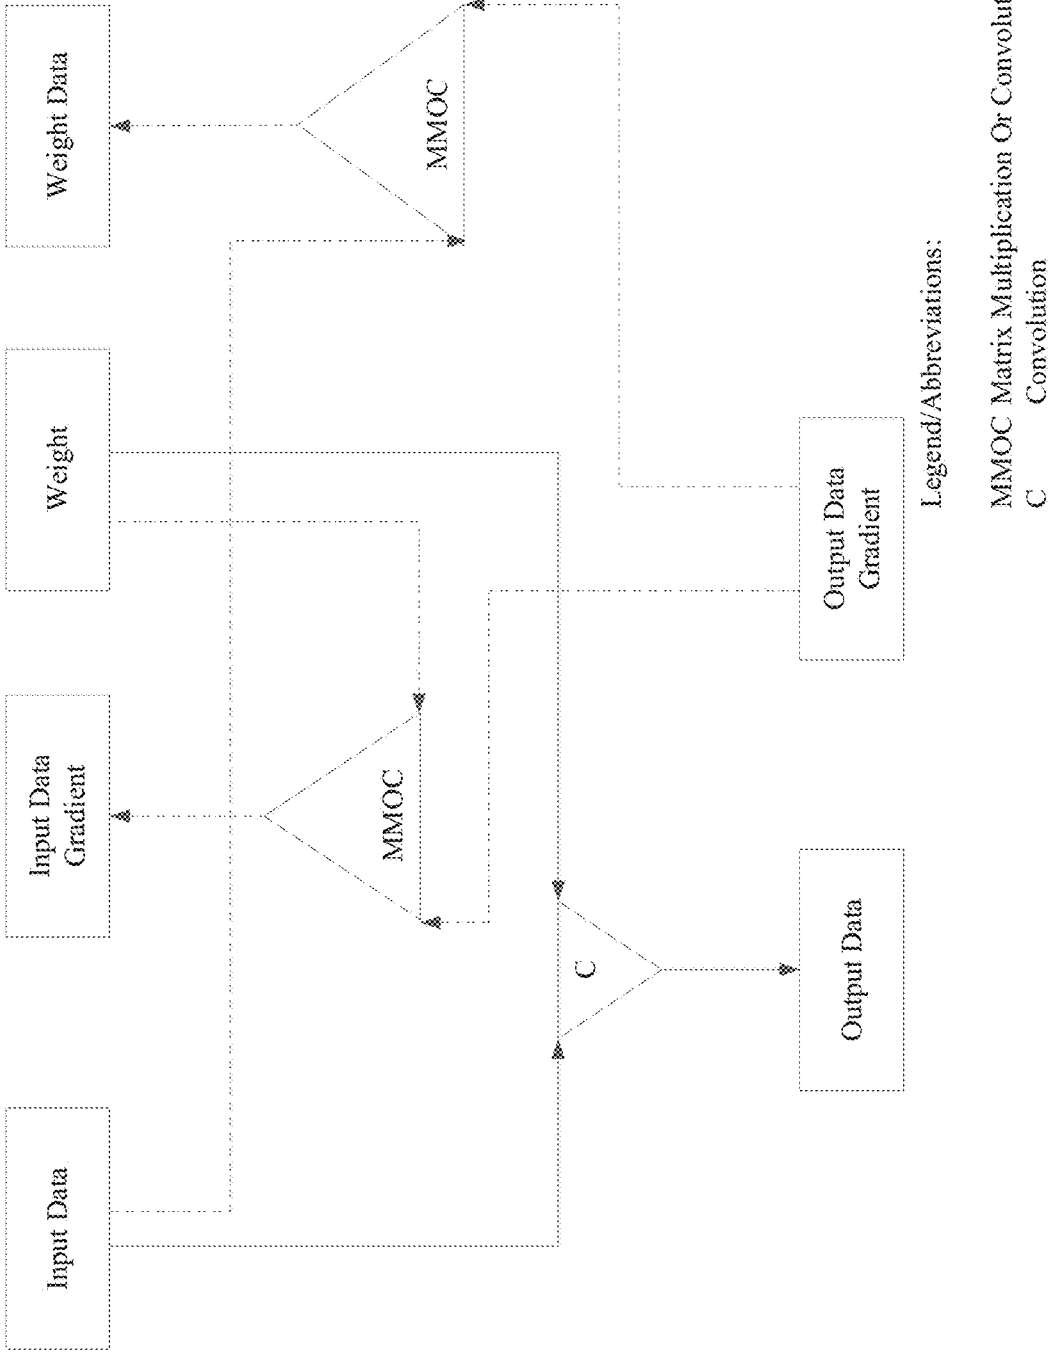 Input Data
Input Data
Gradient
Weight
Weight Data
MMOC
MMOC
C
Output Data
Output Data
Gradient
Legend/Abbreviations:
MMOC Matrix Multiplication Or
C Convolution